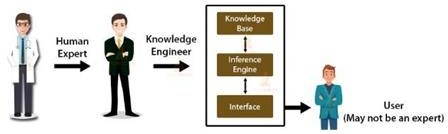 Human
Expert
Knowledge
Engineer
Knowledge
Base
Inference
Engine
Interface
User
(May not be an expert)